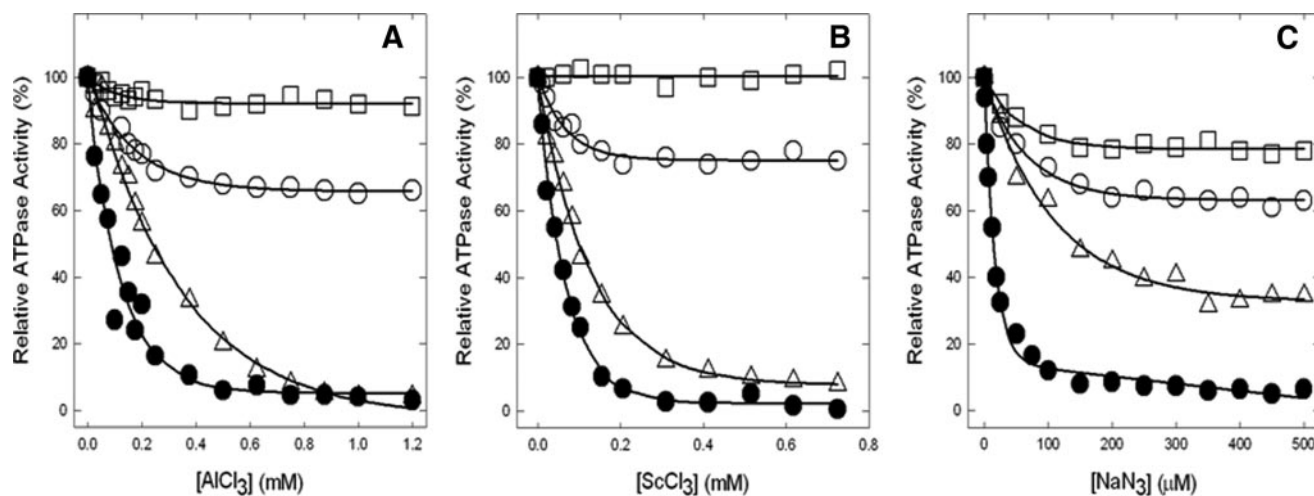 A
Relative ATPase Activity (%)
100
80
60
40
20
0
0.0 0.2 0.4 0.6 0.8 1.0 1.2
[AlCl₃] (mM)
B
Relative ATPase Activity (%)
100
80
60
40
20
0
0.0 0.2 0.4 0.6 0.8
[ScCl₃] (mM)
C
Relative ATPase Activity (%)
100
80
60
40
20
0
0 100 200 300 400 500
[NaN₃] (μM)